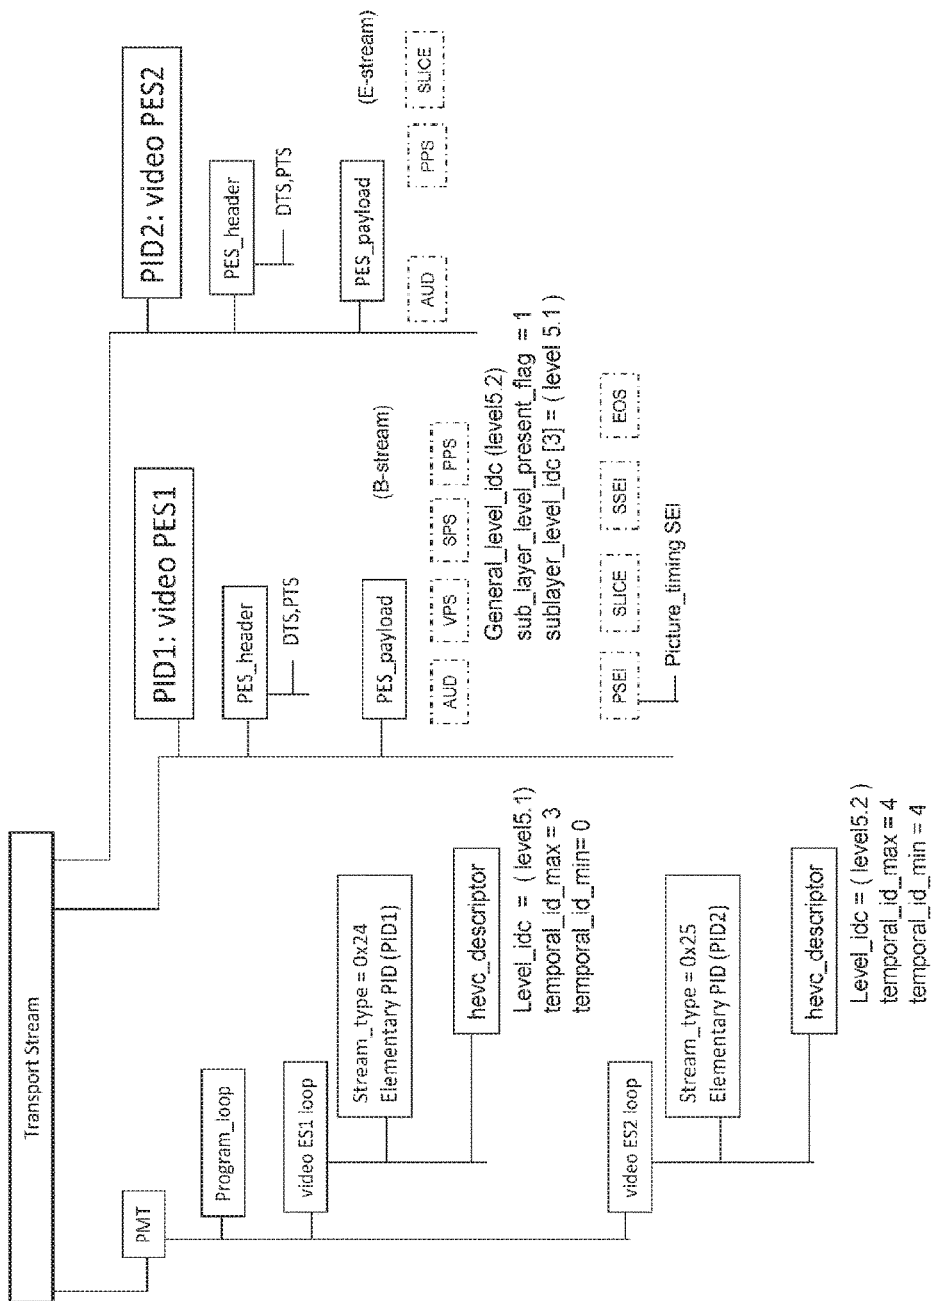 Transport Stream
PMT
Program_loop
video ES1 loop
Stream_type = 0x24
Elementary PID (PID1)
hevc_descriptor
Level_idc = ( level5.1)
temporal_id_max = 3
temporal_id_min= 0
video ES2 loop
Stream_type = 0x25
Elementary PID (PID2)
hevc_descriptor
Level_idc = ( level5.2 )
temporal_id_max = 4
temporal_id_min = 4
PID1: video PES1
PES_header
DTS,PTS
PES_payload
(B-stream)
AUD
VPS
SPS
PPS
General_level_idc (level5.2)
sub_layer_level_present_flag = 1
sublayer_level_idc [3] = ( level 5.1 )
PSEI
SLICE
SSEI
EOS
Picture_timing SEI
PID2: video PES2
PES_header
DTS,PTS
PES_payload
(E-stream)
AUD
PPS
SLICE